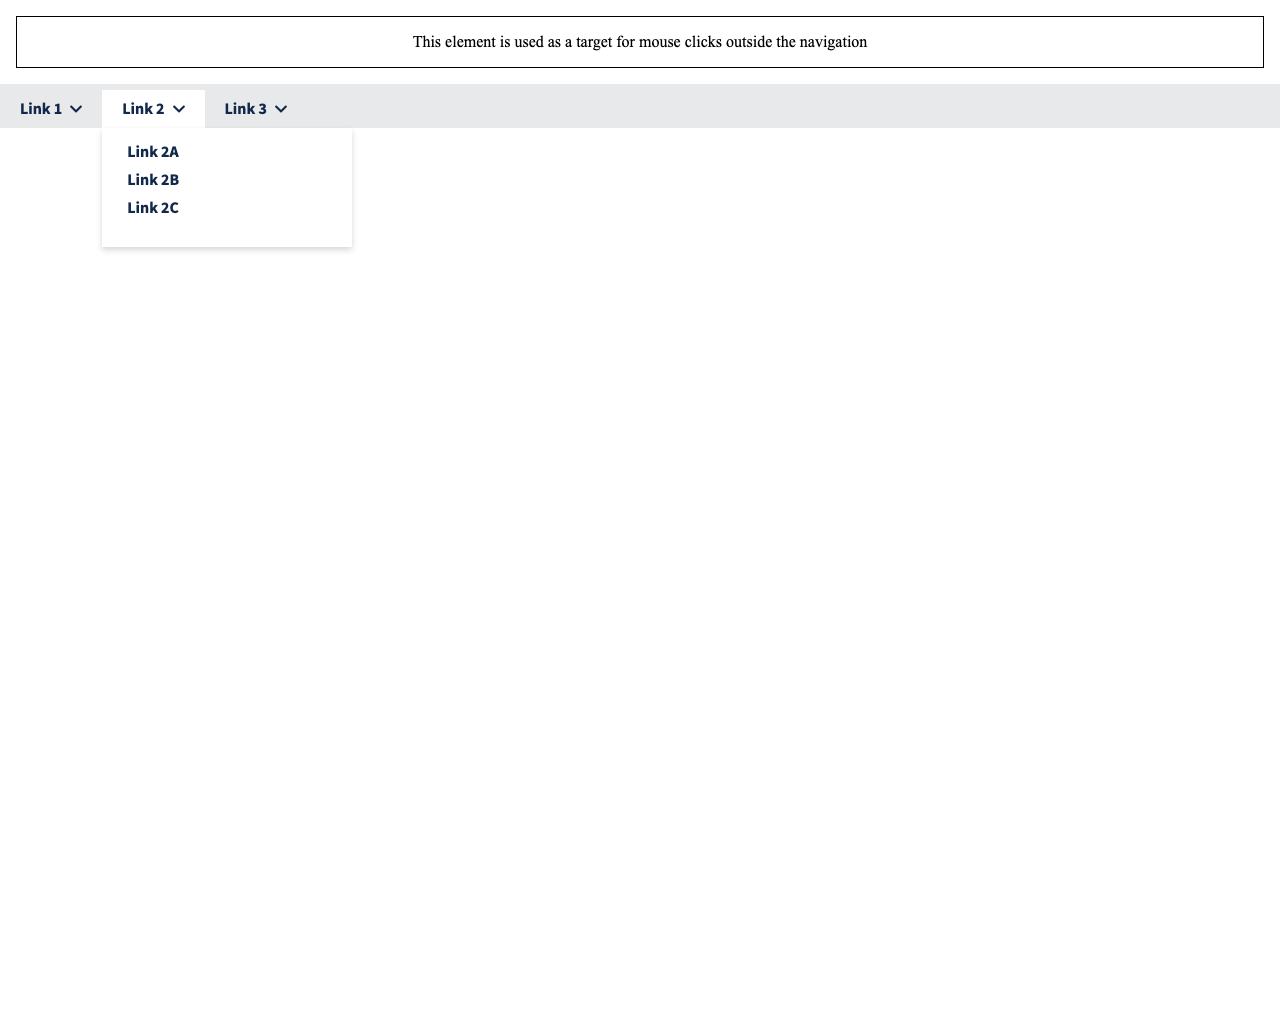 This element is used as a target for mouse clicks outside the navigation
Link 1 Link 2 Link 3
Link 2A
Link 2B
Link 2C